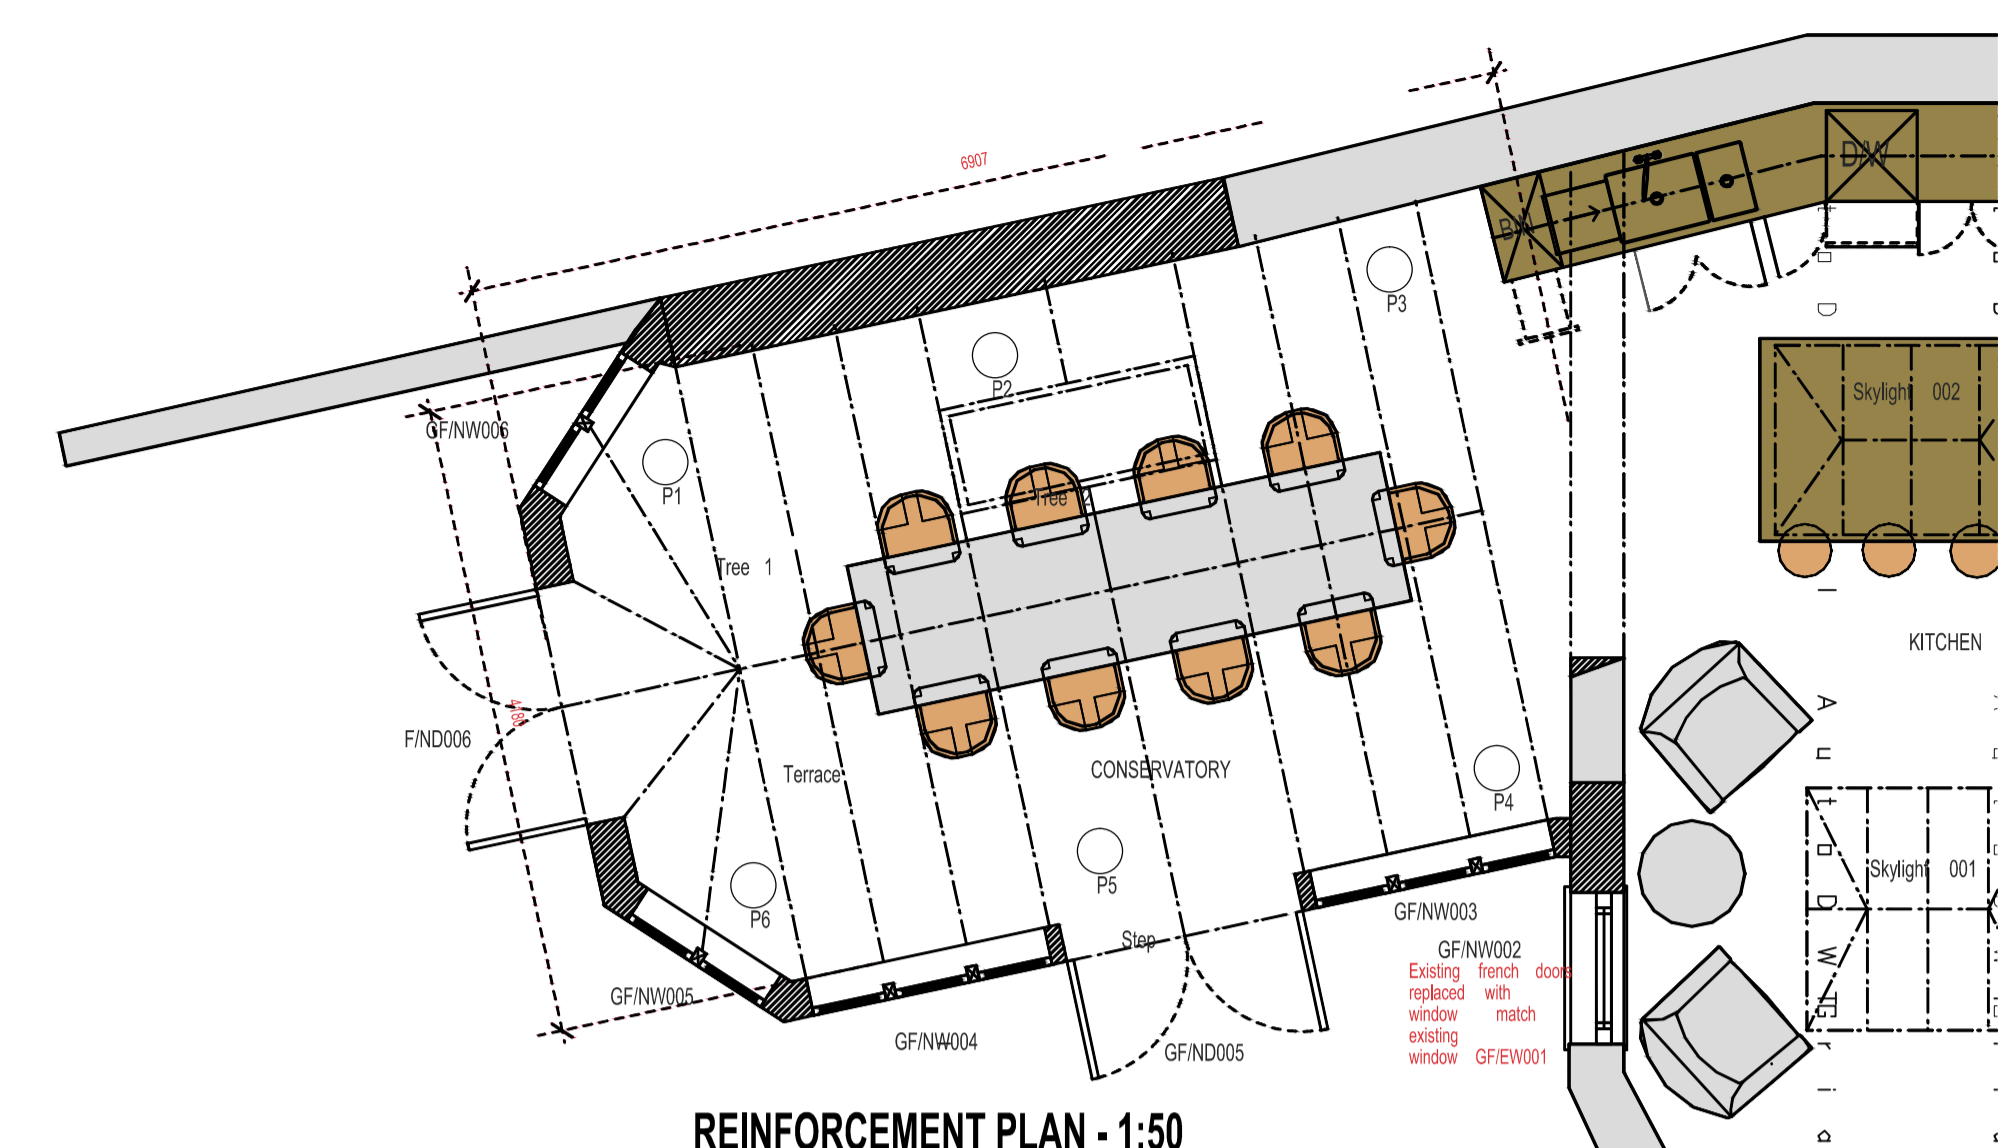 6907
D/W
P3
P2
GF/NW006
Skylight 002
P1
Tree 2
Tree 1
KITCHEN
4180
F/ND006
Terrace
CONSERVATORY
P4
Skylight 001
P5
P6
GF/NW003
Step
GF/NW002
Existing french doors
replaced with
window match
existing
window GF/EW001
GF/NW005
GF/NW004
GF/ND005
REINFORCEMENT PLAN - 1:50